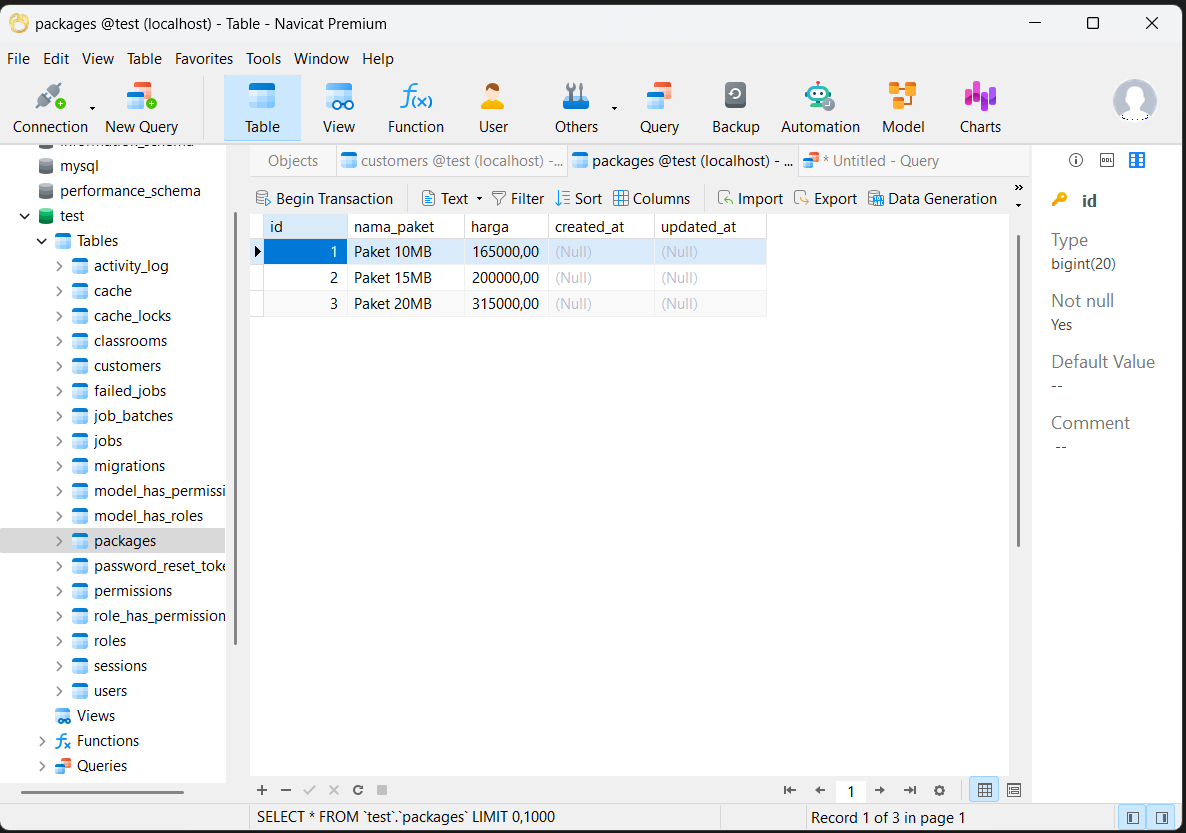 packages @test (localhost) - Table - Navicat Premium
File Edit View Table Favorites Tools Window Help
Connection New Query Table View Function User Others Query Backup Automation Model Charts
Objects customers @test (localhost) -... packages @test (localhost) - ... * Untitled - Query
Begin Transaction Text Filter Sort Columns Import Export Data Generation
information_schema
mysql
performance_schema
test
Tables
activity_log
cache
cache_locks
classrooms
customers
failed_jobs
job_batches
jobs
migrations
model_has_permissi
model_has_roles
packages
password_reset_toke
permissions
role_has_permission
roles
sessions
users
Views
Functions
Queries
id nama_paket harga created_at updated_at
1 Paket 10MB 165000,00 (Null) (Null)
2 Paket 15MB 200000,00 (Null) (Null)
3 Paket 20MB 315000,00 (Null) (Null)
DDL
id
Type
bigint(20)
Not null
Yes
Default Value
--
Comment
--
1
SELECT * FROM `test`.`packages` LIMIT 0,1000
Record 1 of 3 in page 1